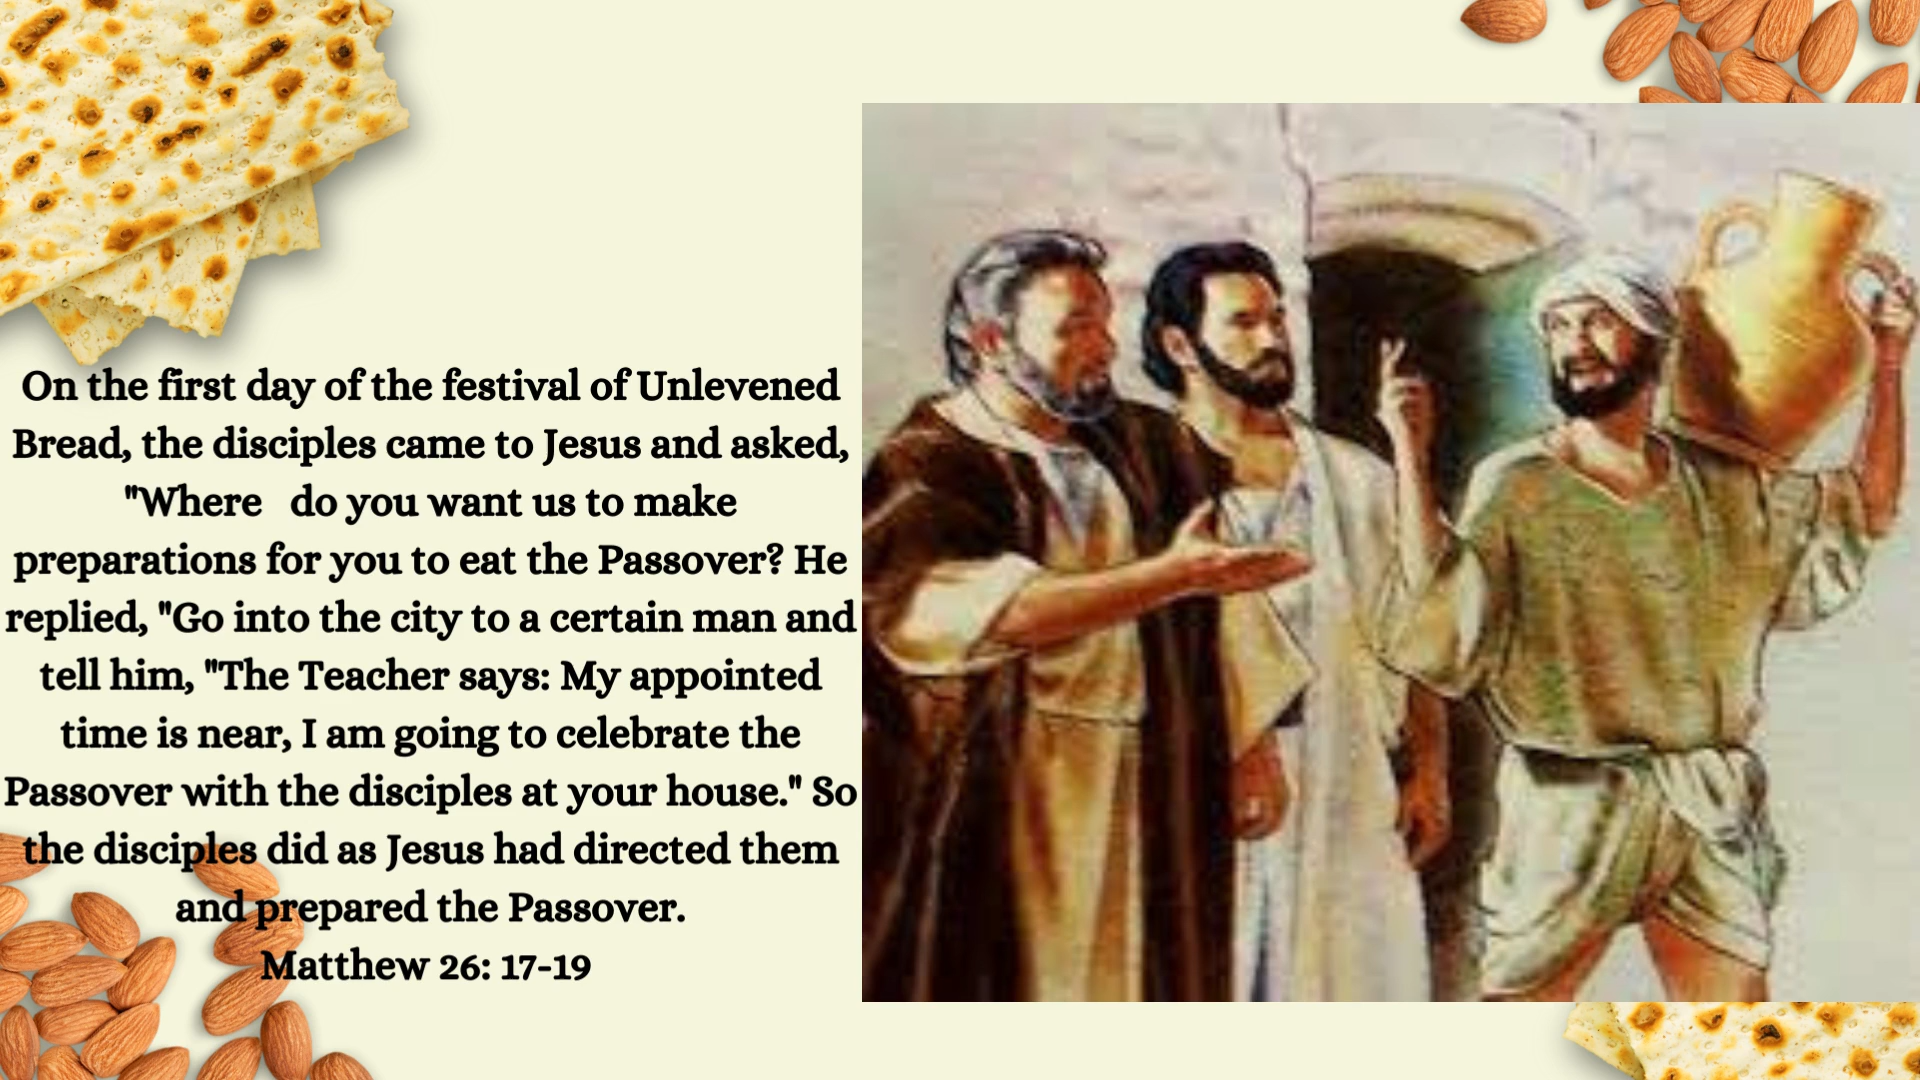 On the first day of the festival of Unlevened
Bread, the disciples came to Jesus and asked,
"Where do you want us to make
preparations for you to eat the Passover? He
replied, "Go into the city to a certain man and
tell him, "The Teacher says: My appointed
time is near, I am going to celebrate the
Passover with the disciples at your house." So
the disciples did as Jesus had directed them
and prepared the Passover.
Matthew 26: 17-19